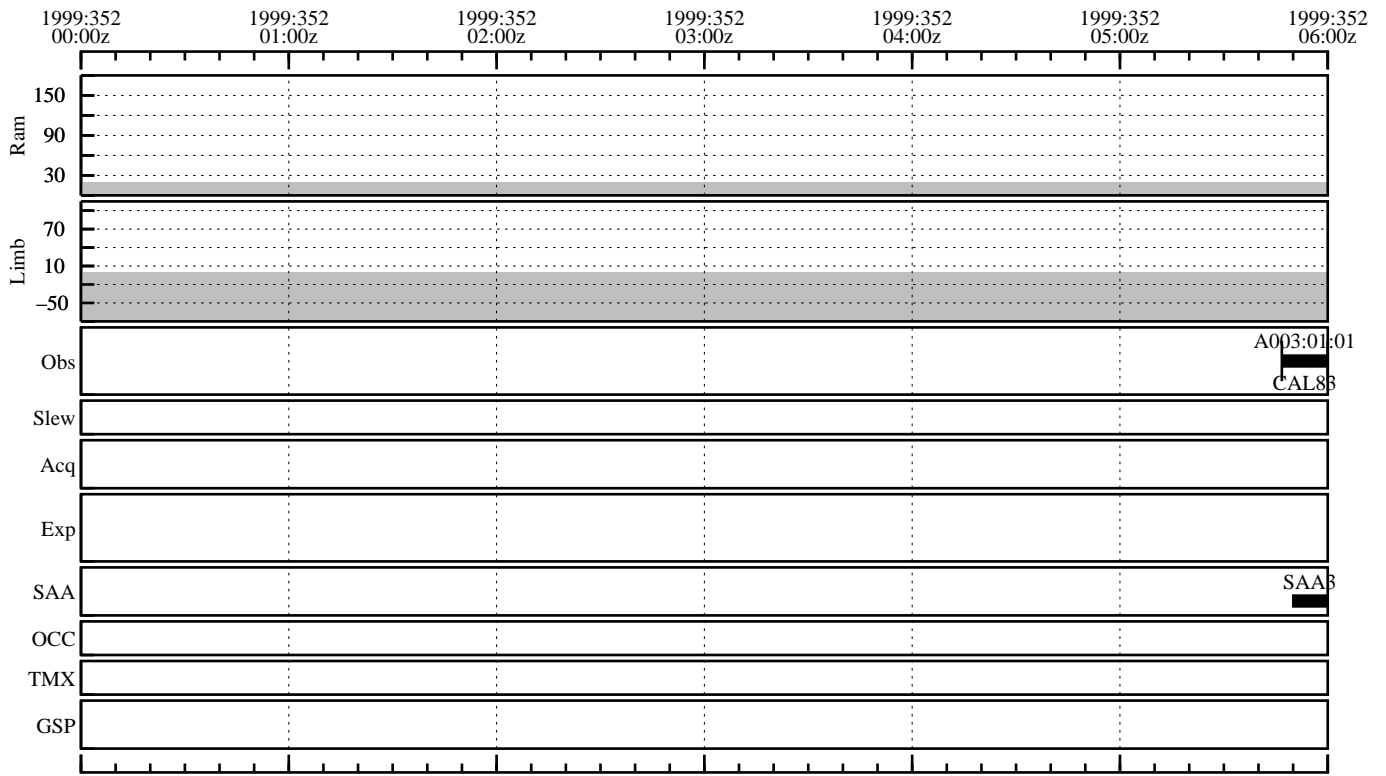 1999:352 1999:352 1999:352 1999:352 1999:352 1999:352 1999:352
00:00z 01:00z 02:00z 03:00z 04:00z 05:00z 06:00z
Ram
150
90
30
Limb
70
10
−50
Obs
A003:01:01
CAL83
Slew
Acq
Exp
SAA
SAA3
OCC
TMX
GSP